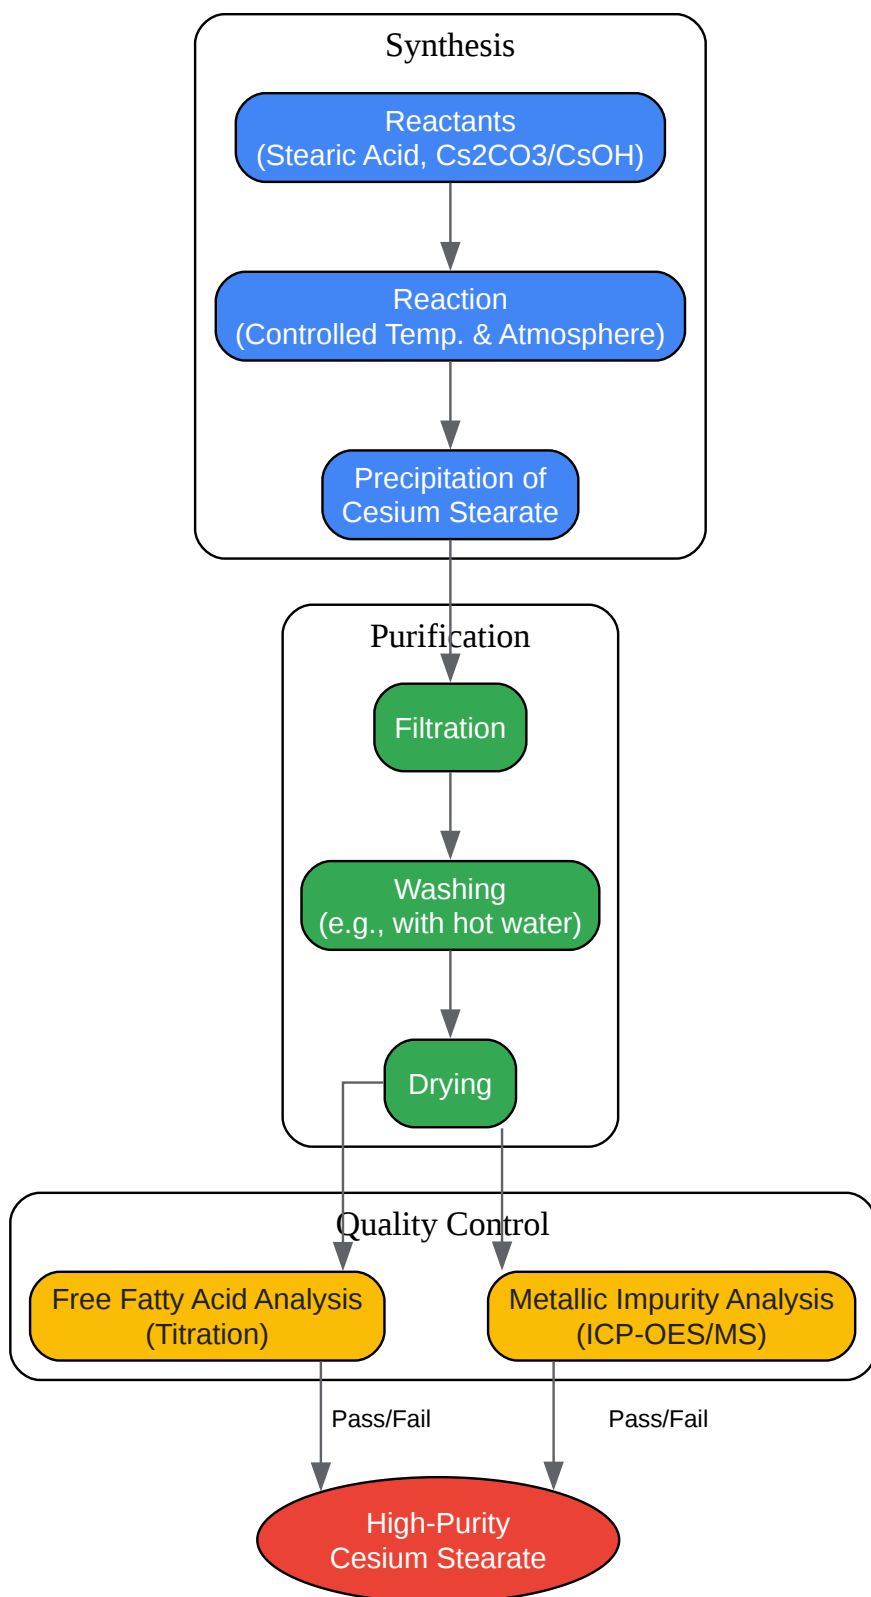 Synthesis
Reactants
(Stearic Acid, Cs2CO3/CsOH)
Reaction
(Controlled Temp. & Atmosphere)
Precipitation of
Cesium Stearate
Purification
Filtration
Washing
(e.g., with hot water)
Drying
Quality Control
Free Fatty Acid Analysis
(Titration)
Metallic Impurity Analysis
(ICP-OES/MS)
Pass/Fail
Pass/Fail
High-Purity
Cesium Stearate